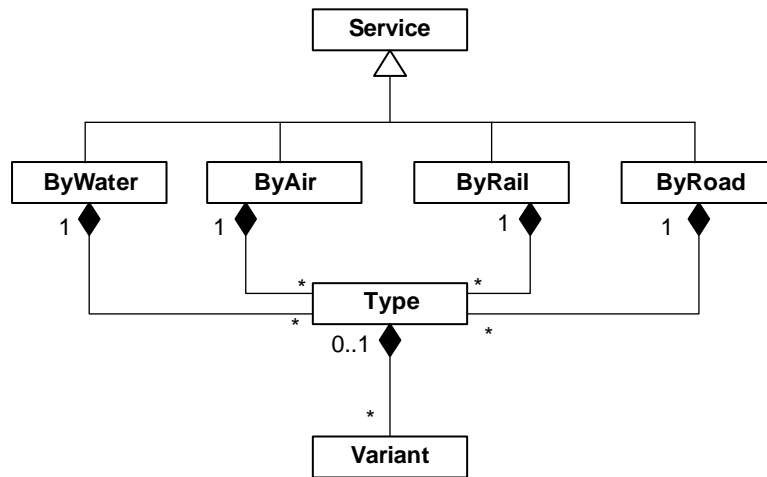 Service
ByWater
ByAir
ByRail
ByRoad
1
1
1
1
*
*
Type
*
*
0..1
*
Variant